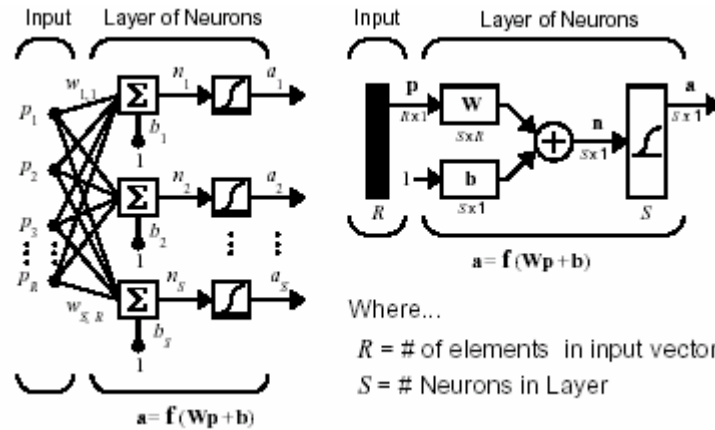 Input Layer of Neurons
w1,1 n1 a1
p1 Σ
b1
1
p2 n2 a2
Σ
p3 b2
1
pR nS aS
Σ
wS, R
bS
1
a= f (Wp+b)
Input Layer of Neurons
p W a
R x 1 S x R n S x 1
+ S x 1
1 b
S x 1
R S
a= f (Wp+b)
Where...
R = # of elements in input vector
S = # Neurons in Layer